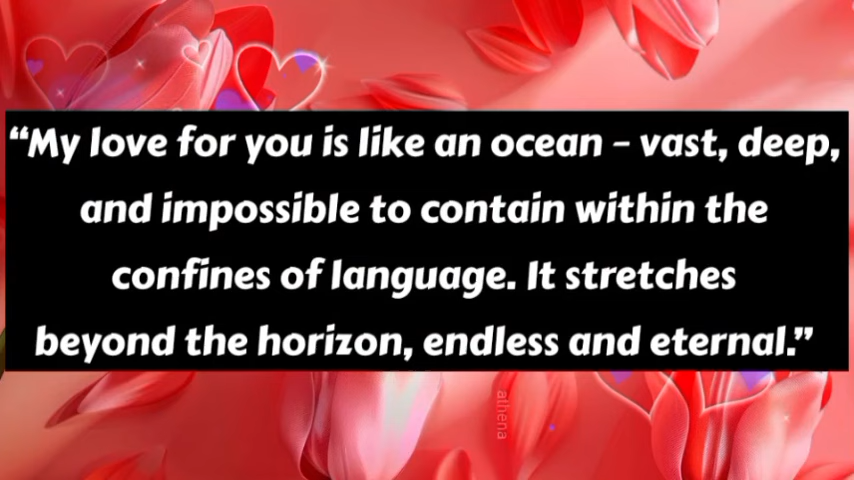 “My love for you is like an ocean – vast, deep,
and impossible to contain within the
confines of language. It stretches
beyond the horizon, endless and eternal.”
athena